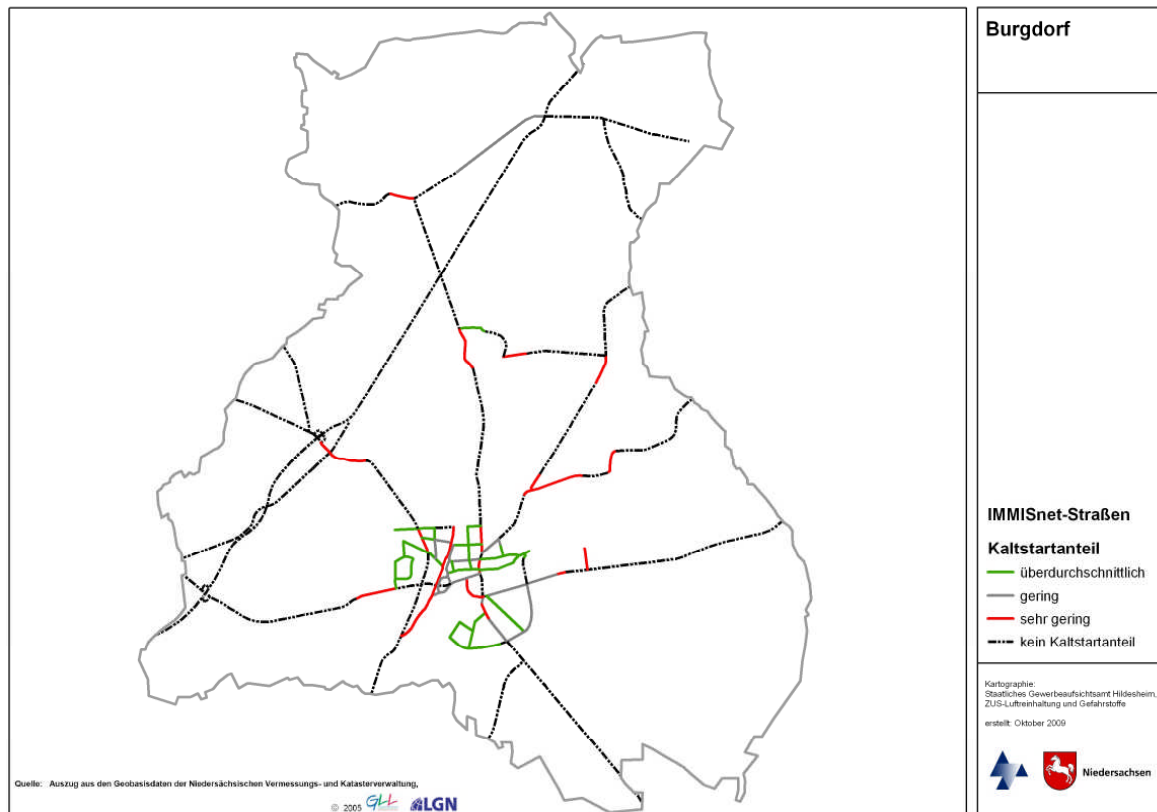 Burgdorf
IMMISnet-Straßen
Kaltstartanteil
überdurchschnittlich
gering
sehr gering
kein Kaltstartanteil
Kartographie:
Staatliches Gewerbeaufsichtsamt Hildesheim,
ZUS-Luftreinhaltung und Gefahrstoffe
erstellt: Oktober 2009
Niedersachsen
Quelle: Auszug aus den Geobasisdaten der Niedersächsischen Vermessungs- und Katasterverwaltung,
© 2005 GLL LGN